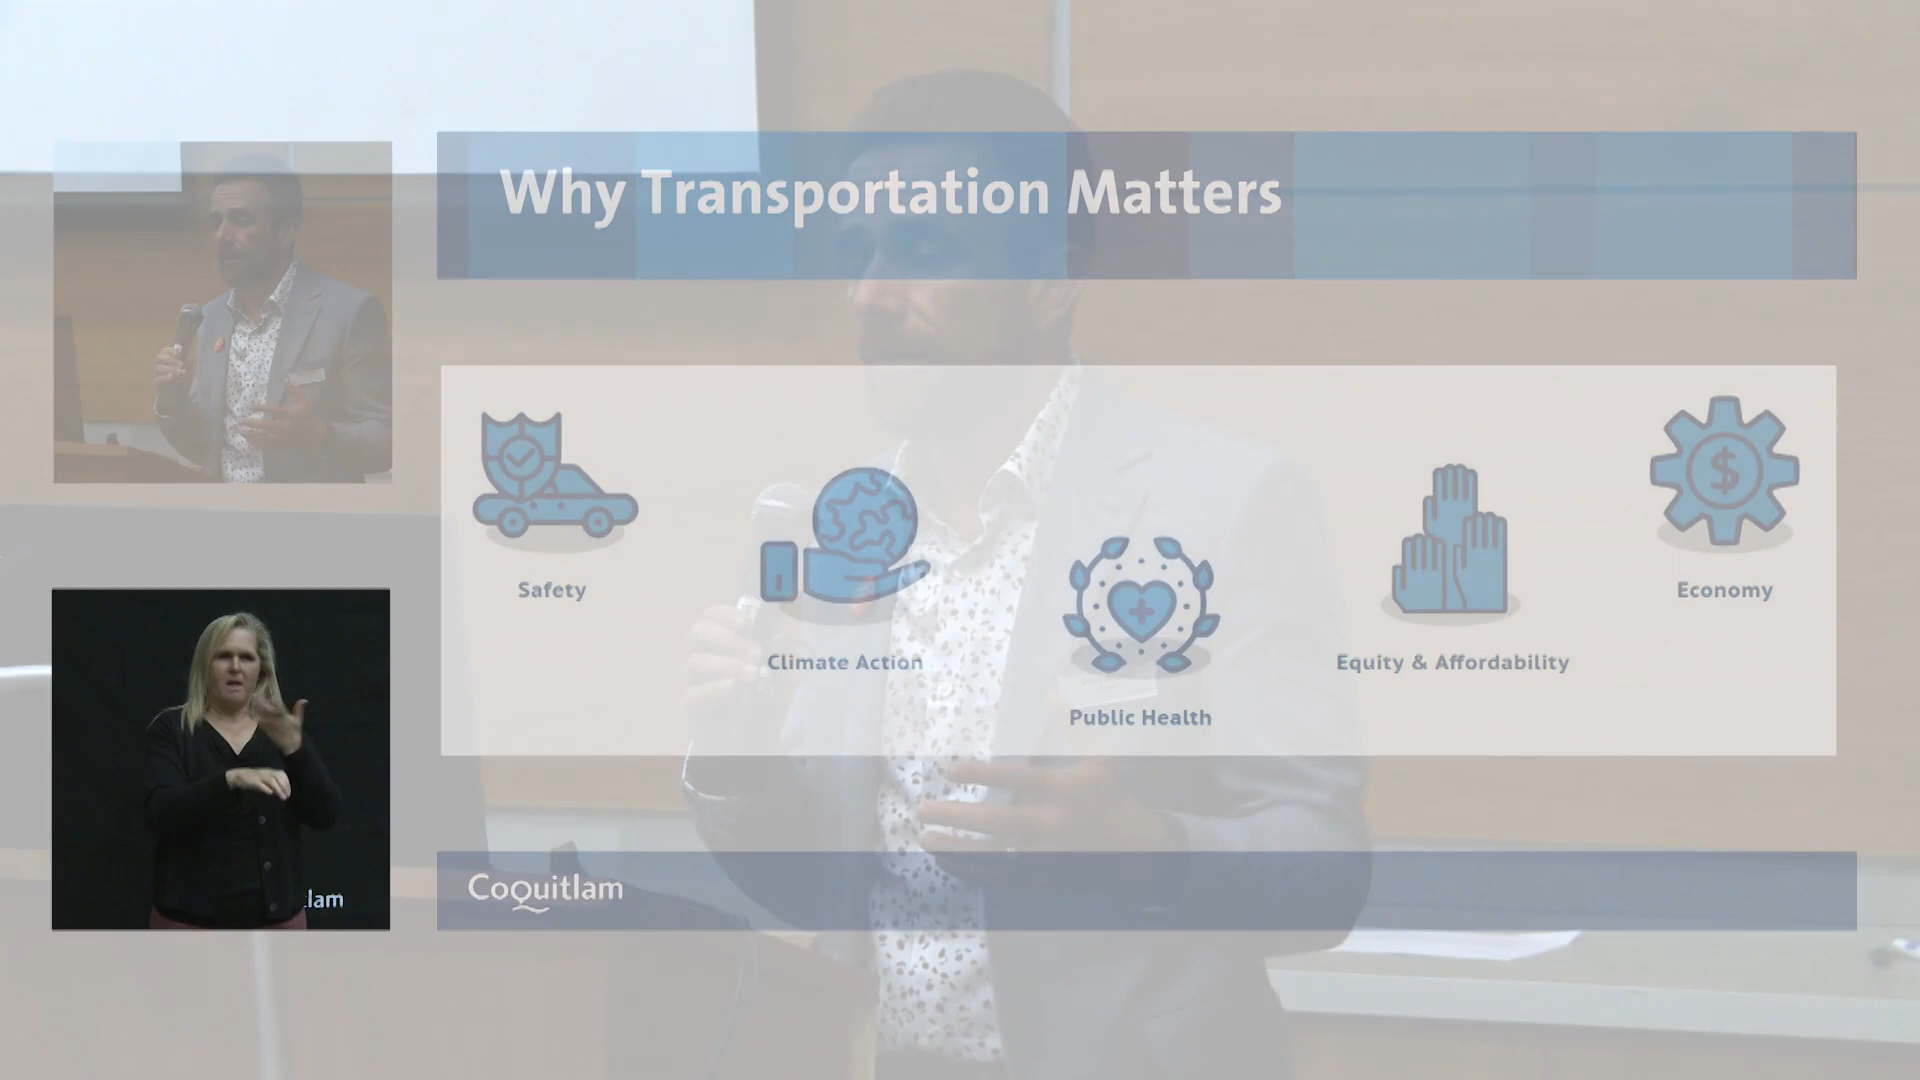 Why Transportation Matters
Safety
Climate Action
Public Health
Equity & Affordability
Economy
Coquitlam
lam